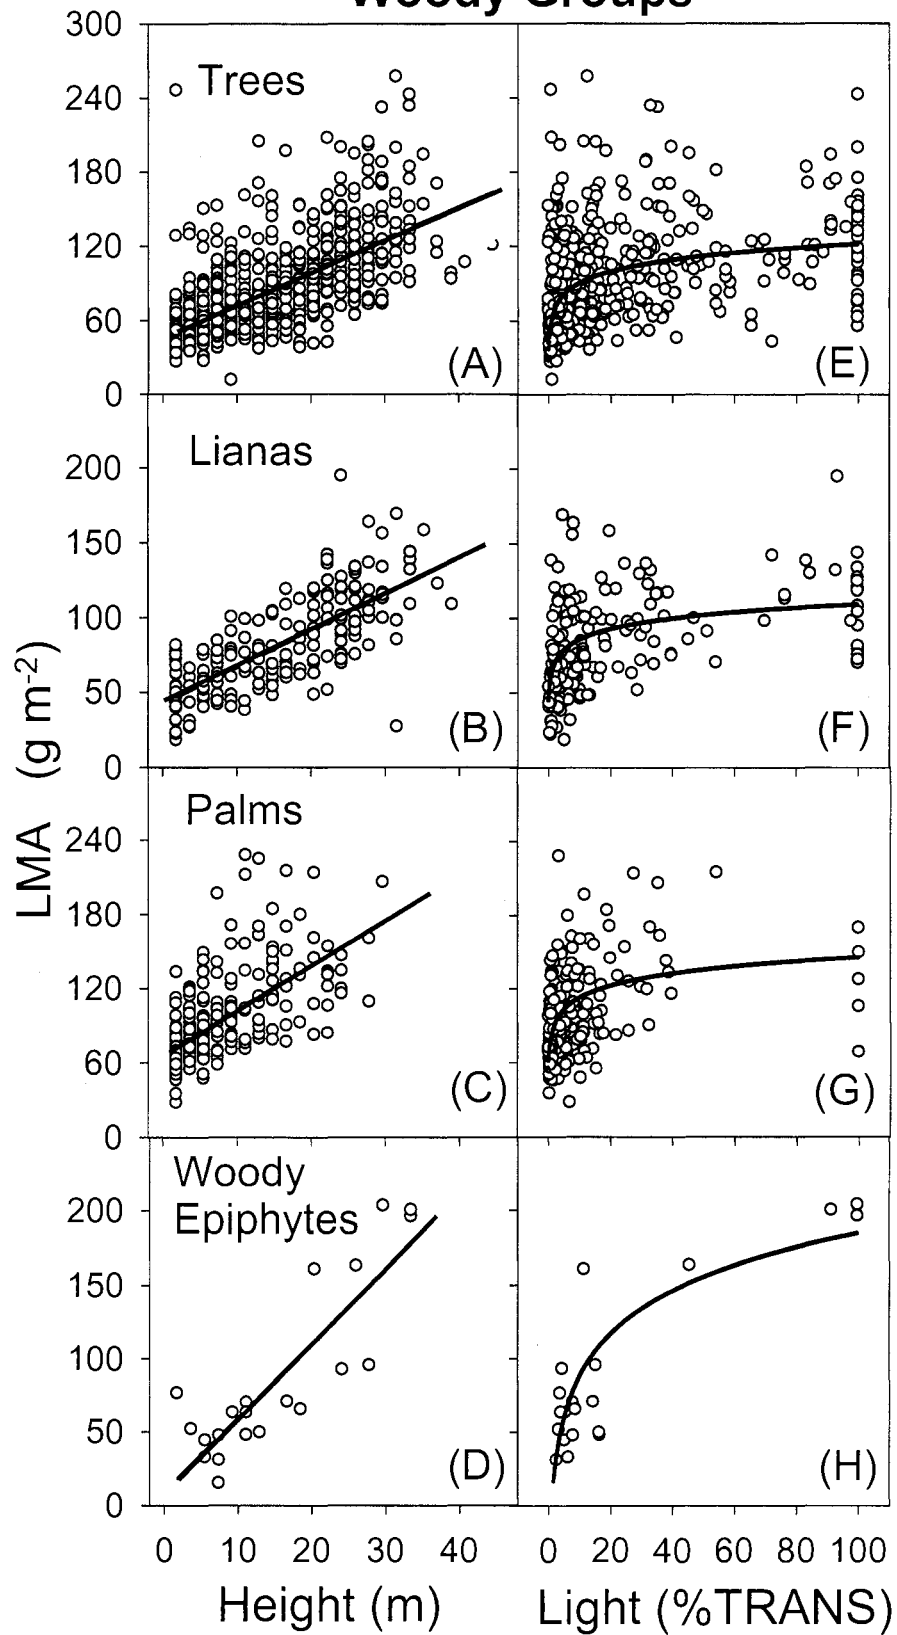 Woody Groups
300
240
180
120
60
0
Trees
(A)
(E)
200
150
100
50
0
Lianas
(B)
(F)
LMA (g m-2)
240
180
120
60
0
Palms
(C)
(G)
200
150
100
50
0
Woody
Epiphytes
(D)
(H)
0 10 20 30 40
0 20 40 60 80 100
Height (m)
Light (%TRANS)